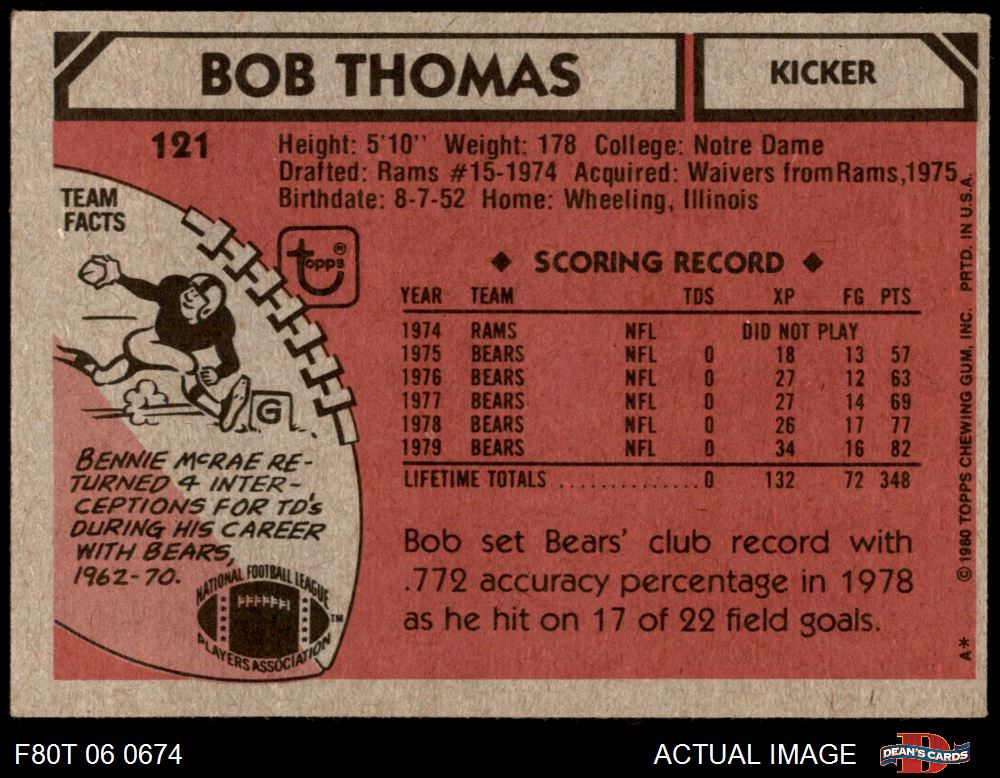 BOB THOMAS
KICKER
121
Height: 5'10'' Weight: 178 College: Notre Dame
Drafted: Rams #15-1974 Acquired: Waivers from Rams, 1975
Birthdate: 8-7-52 Home: Wheeling, Illinois
TEAM
FACTS
topps®
G
BENNIE McRAE RE-
TURNED 4 INTER-
CEPTIONS FOR TD's
DURING HIS CAREER
WITH BEARS,
1962-70.
NATIONAL FOOTBALL LEAGUE
PLAYERS ASSOCIATION
TM
◆ SCORING RECORD ◆
YEAR TEAM TDS XP FG PTS
1974 RAMS NFL DID NOT PLAY
1975 BEARS NFL 0 18 13 57
1976 BEARS NFL 0 27 12 63
1977 BEARS NFL 0 27 14 69
1978 BEARS NFL 0 26 17 77
1979 BEARS NFL 0 34 16 82
LIFETIME TOTALS ..............0 132 72 348
Bob set Bears' club record with
.772 accuracy percentage in 1978
as he hit on 17 of 22 field goals.
A* © 1980 TOPPS CHEWING GUM, INC. PRTD. IN U.S.A.
F80T 06 0674
ACTUAL IMAGE
D
DEAN'S CARDS